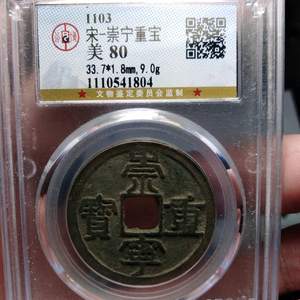 1103
宋-崇宁重宝
美 80
33.7*1.8mm,9.0g
1110541804
★文物鉴定委员会监制★
崇
寳 重
寧